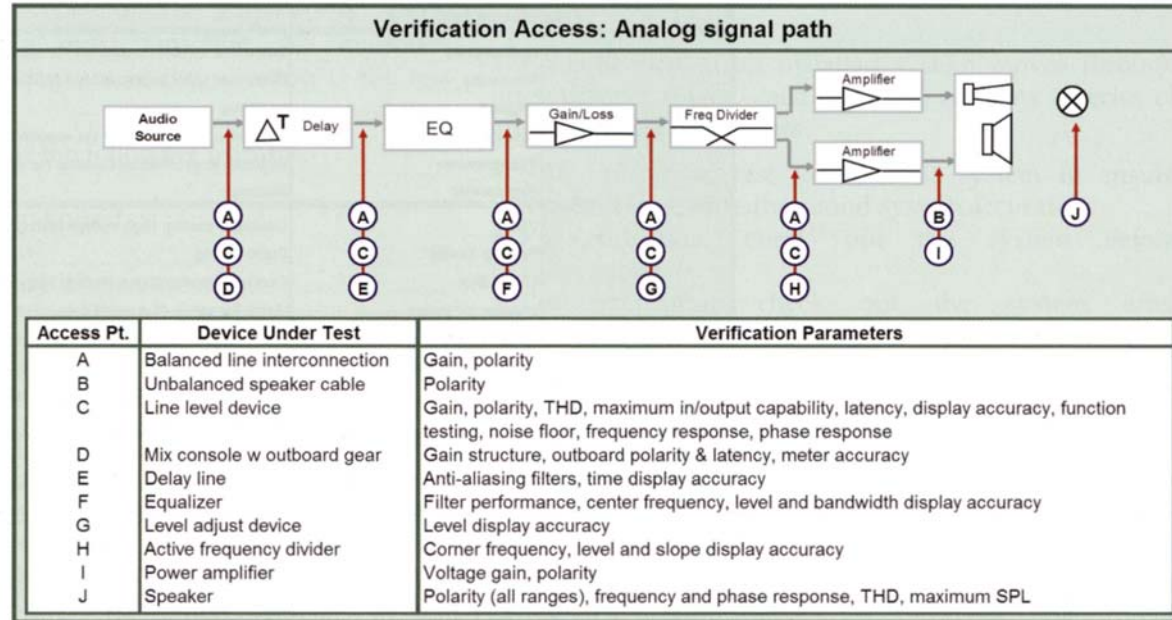 Verification Access: Analog signal path
Audio
Source
ΔT Delay
EQ
Gain/Loss
Freq Divider
Amplifier
Amplifier
A A A A A B J
C C C C C I
D E F G H
Access Pt. Device Under Test Verification Parameters
A Balanced line interconnection Gain, polarity
B Unbalanced speaker cable Polarity
C Line level device Gain, polarity, THD, maximum in/output capability, latency, display accuracy, function
testing, noise floor, frequency response, phase response
D Mix console w outboard gear Gain structure, outboard polarity & latency, meter accuracy
E Delay line Anti-aliasing filters, time display accuracy
F Equalizer Filter performance, center frequency, level and bandwidth display accuracy
G Level adjust device Level display accuracy
H Active frequency divider Corner frequency, level and slope display accuracy
I Power amplifier Voltage gain, polarity
J Speaker Polarity (all ranges), frequency and phase response, THD, maximum SPL